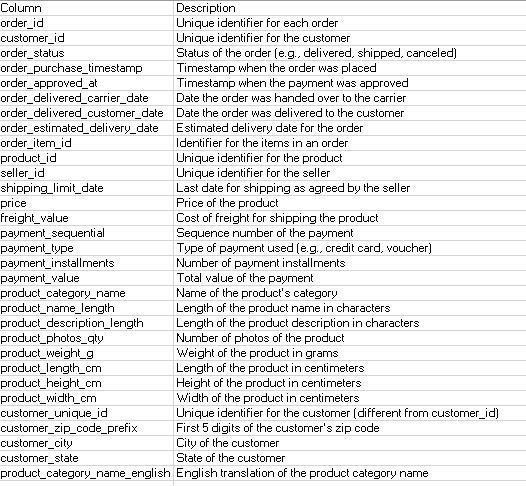 Column Description
order_id Unique identifier for each order
customer_id Unique identifier for the customer
order_status Status of the order (e.g., delivered, shipped, canceled)
order_purchase_timestamp Timestamp when the order was placed
order_approved_at Timestamp when the payment was approved
order_delivered_carrier_date Date the order was handed over to the carrier
order_delivered_customer_date Date the order was delivered to the customer
order_estimated_delivery_date Estimated delivery date for the order
order_item_id Identifier for the items in an order
product_id Unique identifier for the product
seller_id Unique identifier for the seller
shipping_limit_date Last date for shipping as agreed by the seller
price Price of the product
freight_value Cost of freight for shipping the product
payment_sequential Sequence number of the payment
payment_type Type of payment used (e.g., credit card, voucher)
payment_installments Number of payment installments
payment_value Total value of the payment
product_category_name Name of the product's category
product_name_length Length of the product name in characters
product_description_length Length of the product description in characters
product_photos_qty Number of photos of the product
product_weight_g Weight of the product in grams
product_length_cm Length of the product in centimeters
product_height_cm Height of the product in centimeters
product_width_cm Width of the product in centimeters
customer_unique_id Unique identifier for the customer (different from customer_id)
customer_zip_code_prefix First 5 digits of the customer's zip code
customer_city City of the customer
customer_state State of the customer
product_category_name_english English translation of the product category name